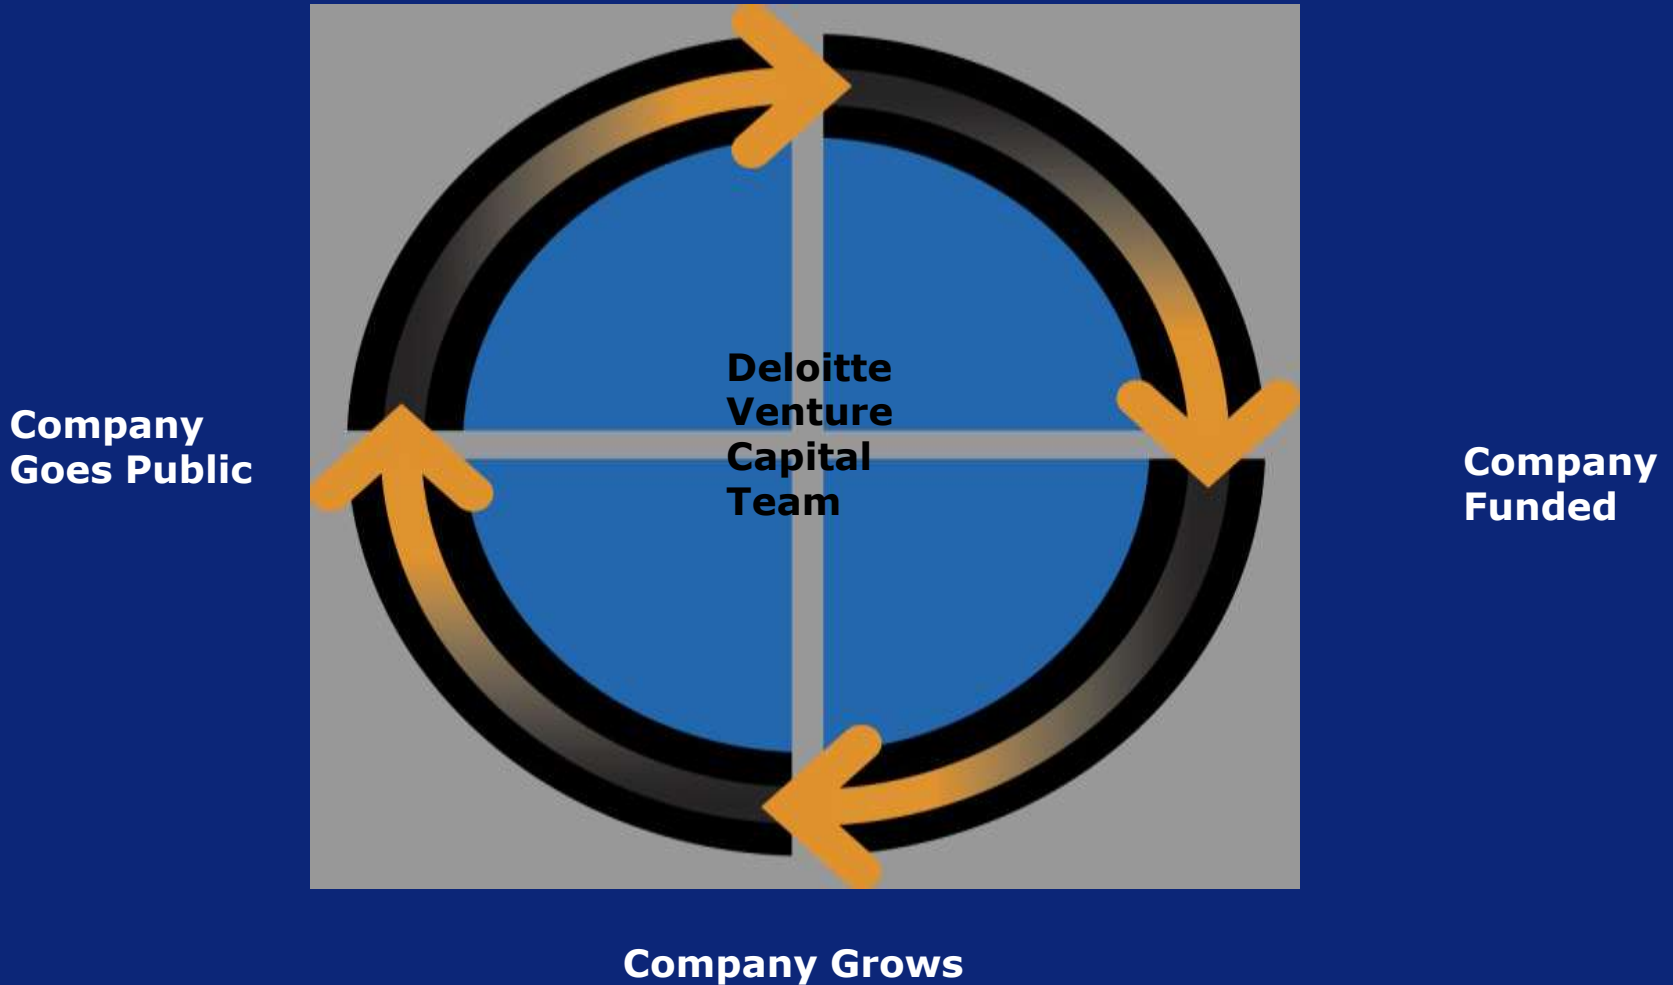 Deloitte
Venture
Capital
Team
Company
Goes Public
Company
Funded
Company Grows